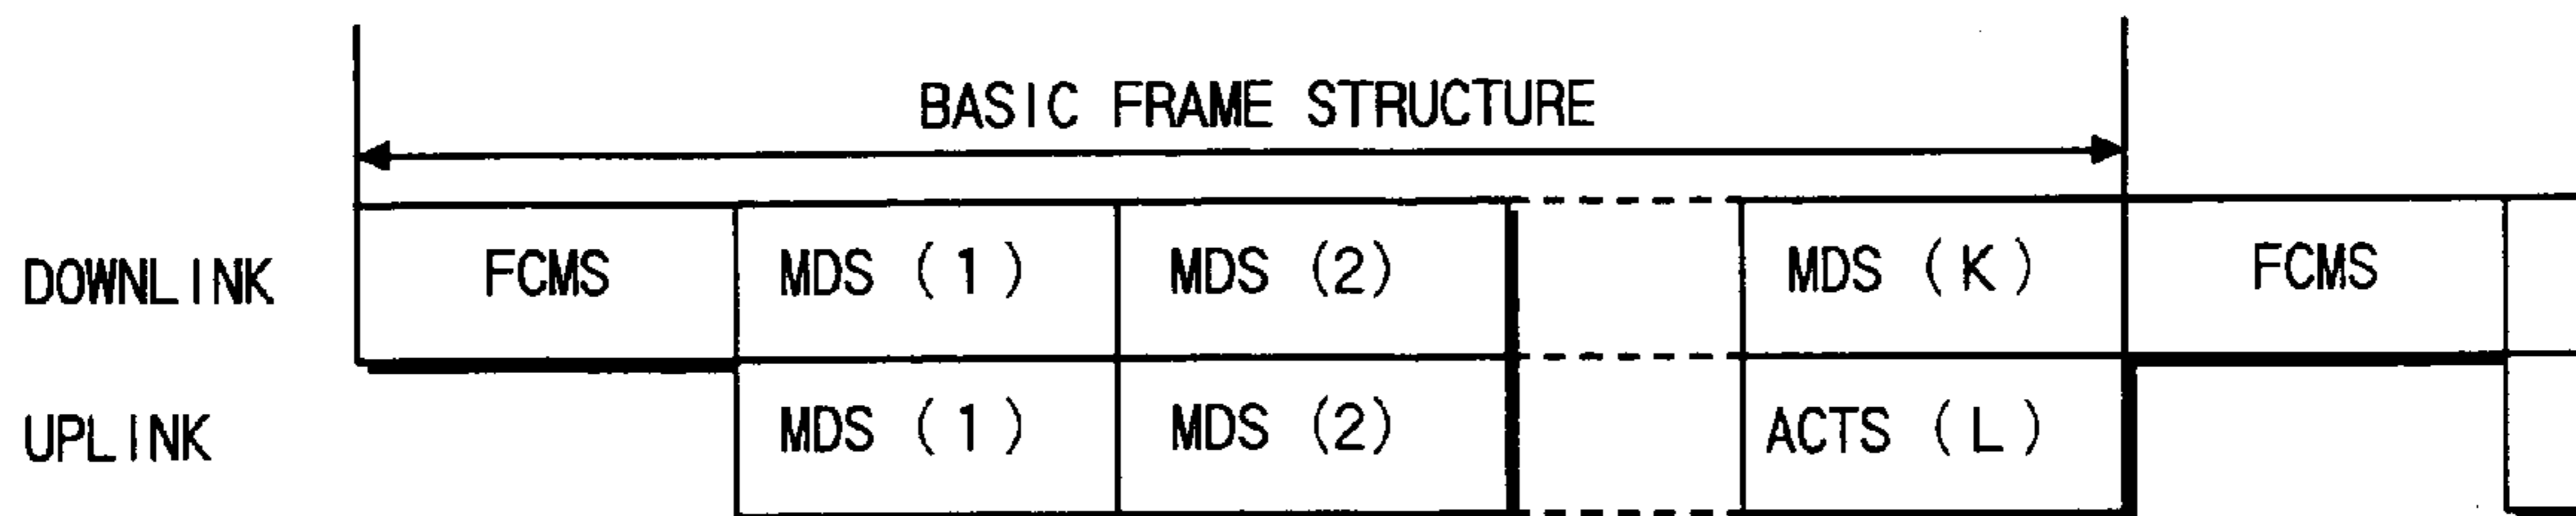 BASIC FRAME STRUCTURE
DOWNLINK FCMS MDS (1) MDS (2) MDS (K) FCMS
UPLINK MDS (1) MDS (2) ACTS (L)